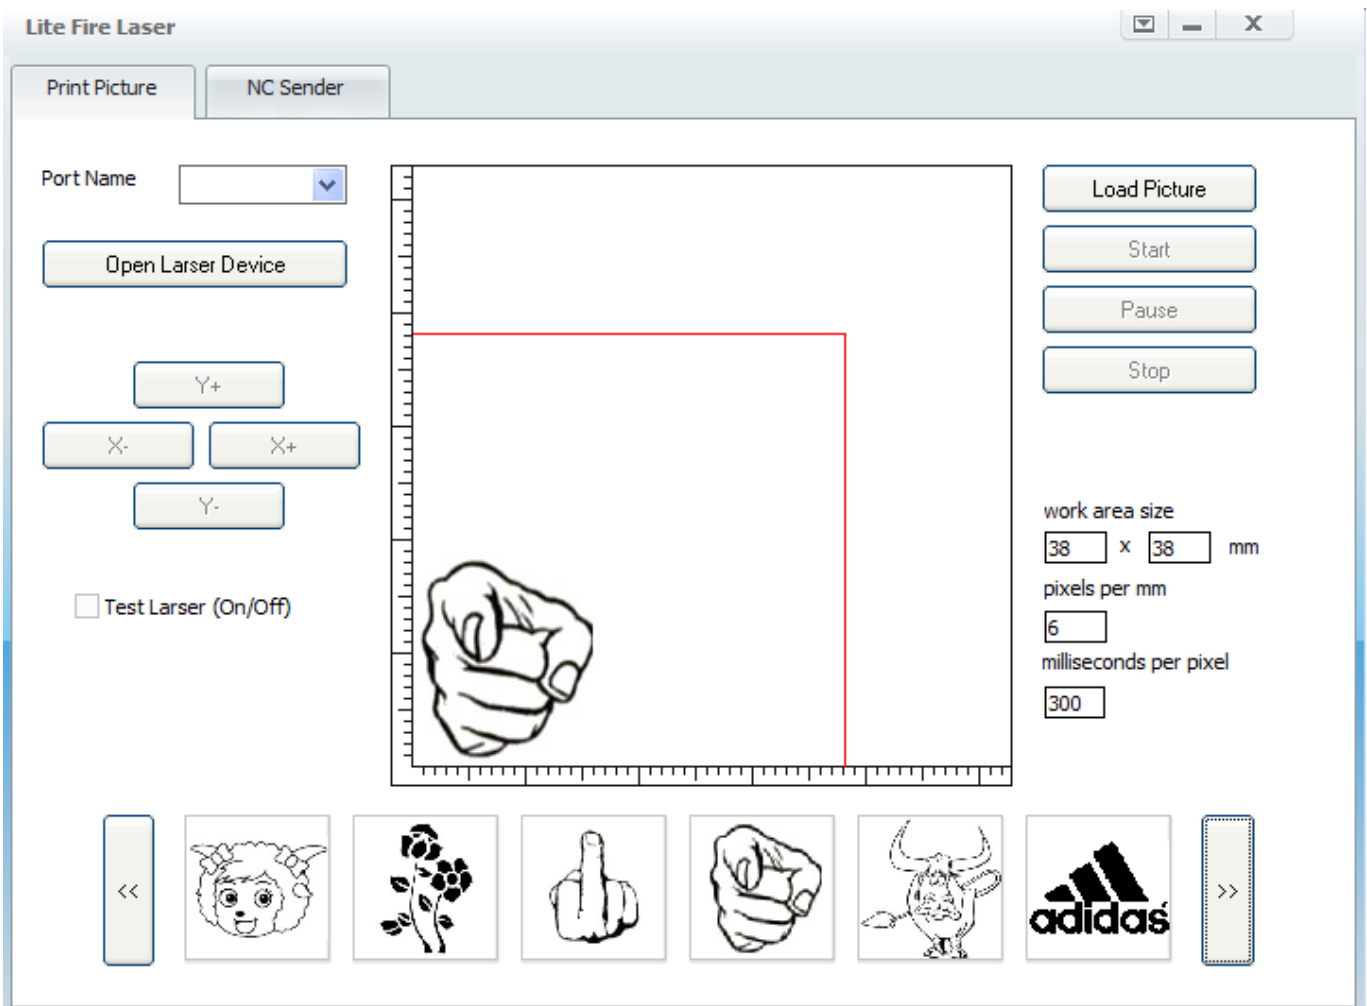 Lite Fire Laser
Print Picture
NC Sender
Port Name
Open Larser Device
Y+
X-
X+
Y-
Test Larser (On/Off)
Load Picture
Start
Pause
Stop
work area size
38 x 38 mm
pixels per mm
6
milliseconds per pixel
300
<<
adidas
>>